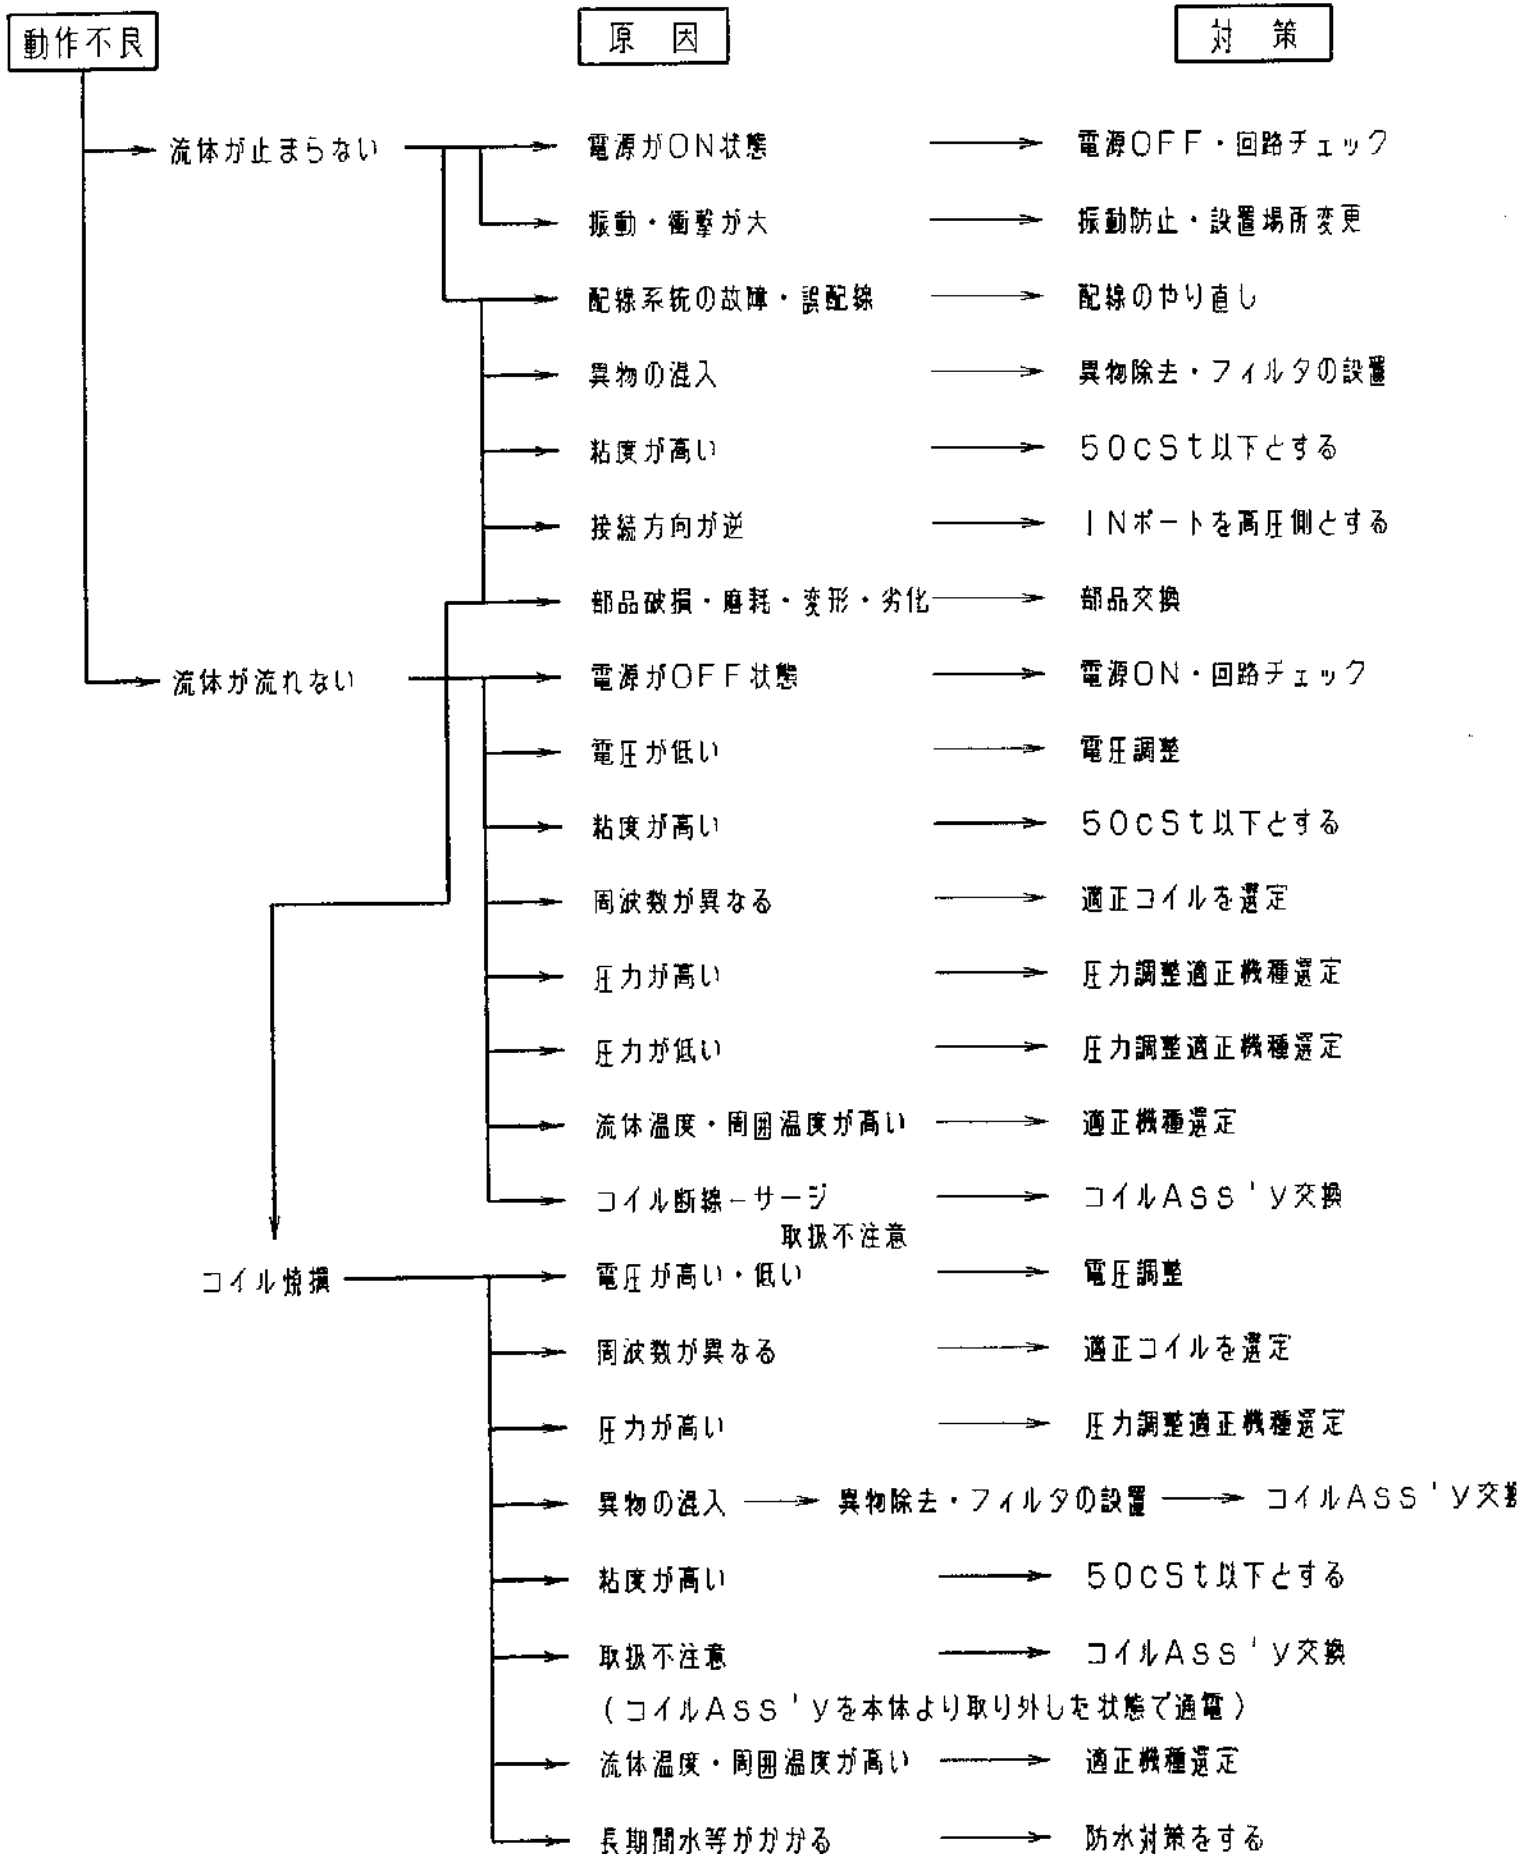 動作不良 原因 対策
流体が止まらない 電源がON状態 電源OFF・回路チェック
振動・衝撃が大 振動防止・設置場所変更
配線系統の故障・誤配線 配線のやり直し
異物の混入 異物除去・フィルタの設置
粘度が高い 50cSt以下とする
接続方向が逆 INポートを高圧側とする
部品破損・磨耗・変形・劣化 部品交換
流体が流れない 電源がOFF状態 電源ON・回路チェック
電圧が低い 電圧調整
粘度が高い 50cSt以下とする
周波数が異なる 適正コイルを選定
圧力が高い 圧力調整適正機種選定
圧力が低い 圧力調整適正機種選定
流体温度・周囲温度が高い 適正機種選定
コイル断線-サージ コイルAss'y交換
取扱不注意
コイル焼損 電圧が高い・低い 電圧調整
周波数が異なる 適正コイルを選定
圧力が高い 圧力調整適正機種選定
異物の混入 異物除去・フィルタの設置 コイルAss'y交換
粘度が高い 50cSt以下とする
取扱不注意 コイルAss'y交換
(コイルAss'yを本体より取り外した状態で通電)
流体温度・周囲温度が高い 適正機種選定
長期間水等がかかる 防水対策をする